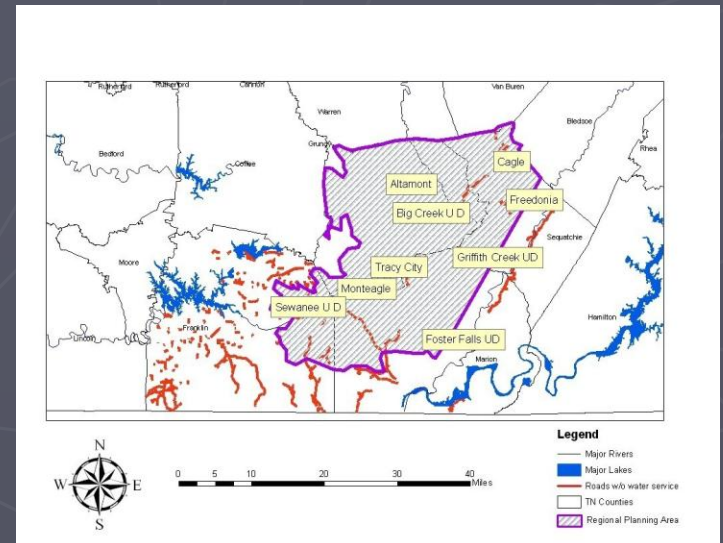 Rutherford
Rutherford
Cannon
Van Buren
Warren
Bledsoe
Grundy
Rhea
Bedford
Coffee
Cagle
Altamont
Freedonia
Big Creek U D
Sequatchie
Moore
Griffith Creek UD
Tracy City
Monteagle
Sewanee U D
Hamilton
Franklin
Lincoln
Foster Falls UD
Marion
Legend
Major Rivers
Major Lakes
Roads w/o water service
TN Counties
Regional Planning Area
N
W
E
S
0 5 10 20 30 40
Miles